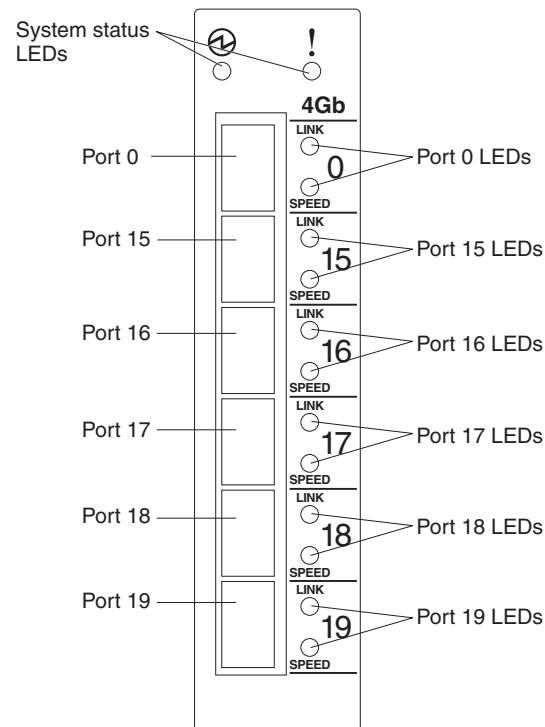 System status
LEDs
!
4Gb
Port 0
LINK
0
SPEED
Port 0 LEDs
Port 15
LINK
15
SPEED
Port 15 LEDs
Port 16
LINK
16
SPEED
Port 16 LEDs
Port 17
LINK
17
SPEED
Port 17 LEDs
Port 18
LINK
18
SPEED
Port 18 LEDs
Port 19
LINK
19
SPEED
Port 19 LEDs